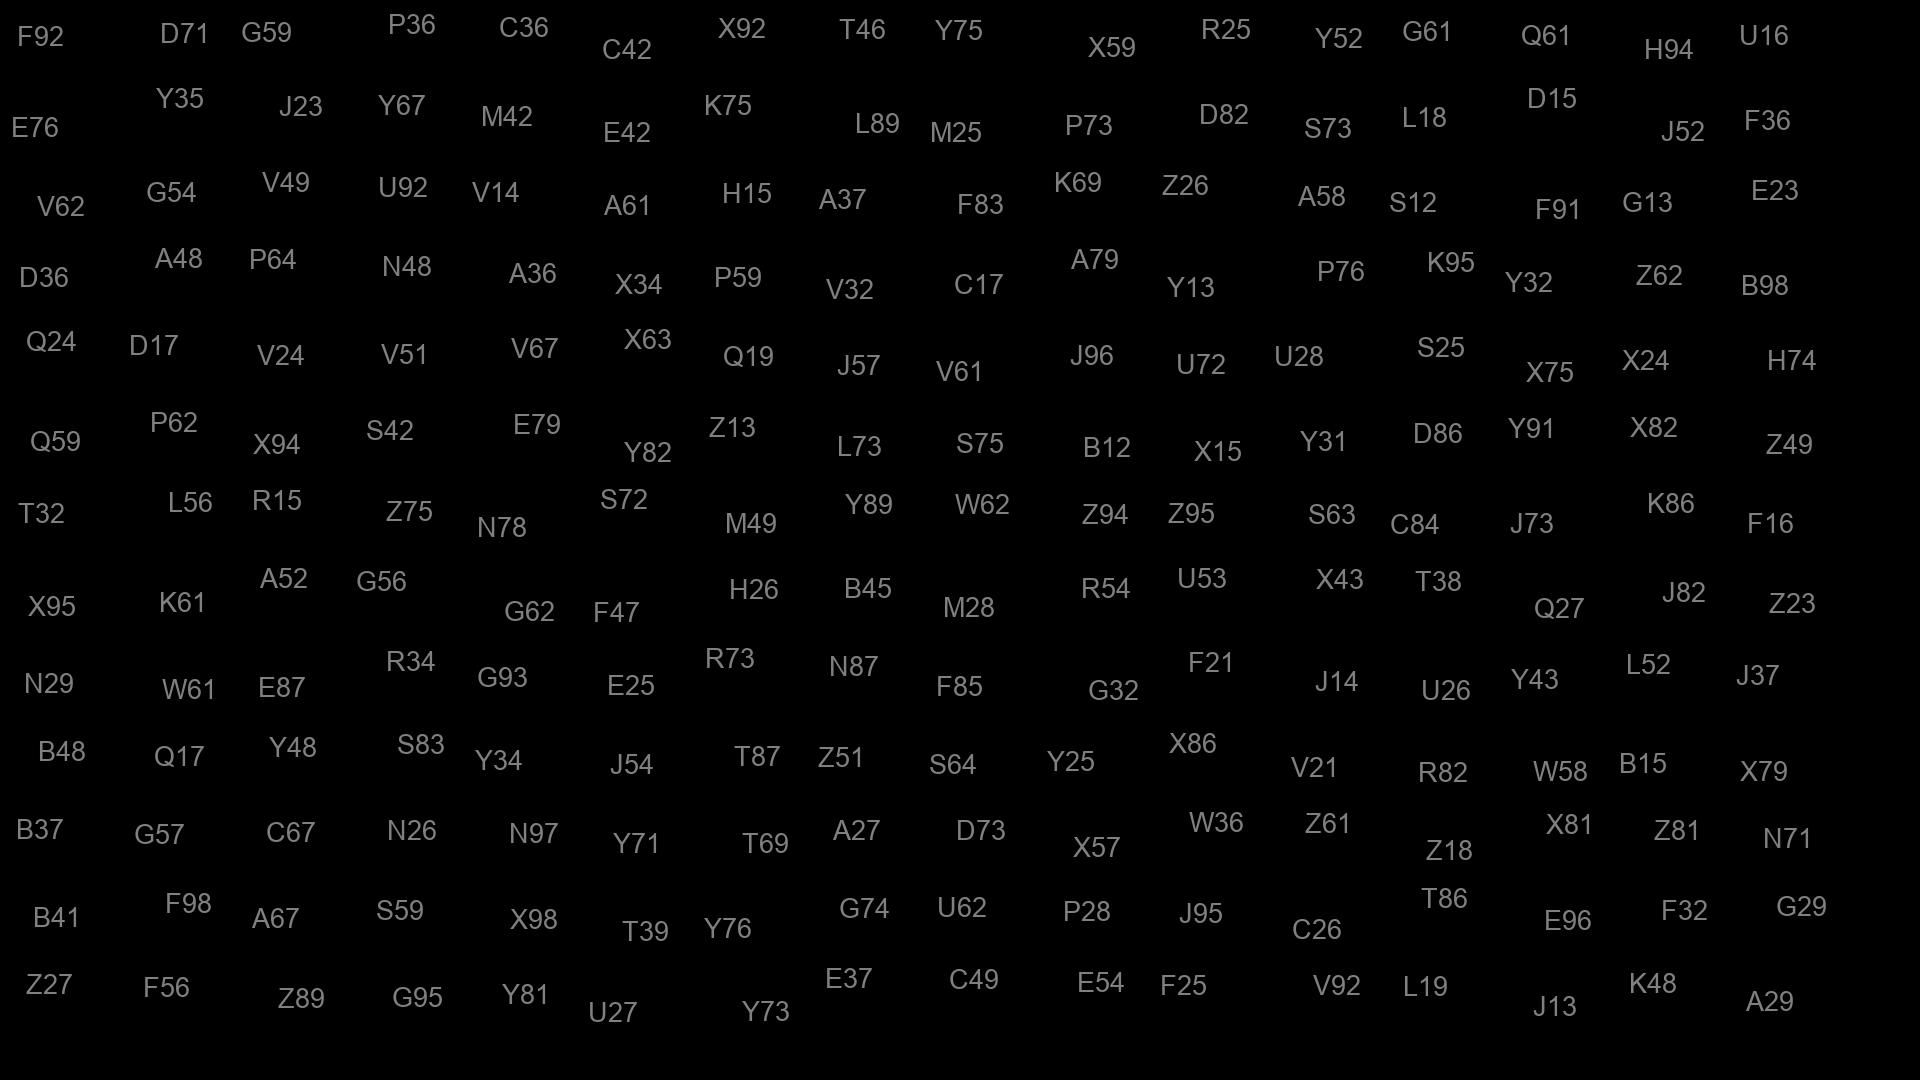 F92 D71 G59 P36 C36 C42 X92 T46 Y75 X59 R25 Y52 G61 Q61 H94 U16
E76 Y35 J23 Y67 M42 E42 K75 L89 M25 P73 D82 S73 L18 D15 J52 F36
V62 G54 V49 U92 V14 A61 H15 A37 F83 K69 Z26 A58 S12 F91 G13 E23
D36 A48 P64 N48 A36 X34 P59 V32 C17 A79 Y13 P76 K95 Y32 Z62 B98
Q24 D17 V24 V51 V67 X63 Q19 J57 V61 J96 U72 U28 S25 X75 X24 H74
Q59 P62 X94 S42 E79 Y82 Z13 L73 S75 B12 X15 Y31 D86 Y91 X82 Z49
T32 L56 R15 Z75 N78 S72 M49 Y89 W62 Z94 Z95 S63 C84 J73 K86 F16
X95 K61 A52 G56 G62 F47 H26 B45 M28 R54 U53 X43 T38 Q27 J82 Z23
N29 W61 E87 R34 G93 E25 R73 N87 F85 G32 F21 J14 U26 Y43 L52 J37
B48 Q17 Y48 S83 Y34 J54 T87 Z51 S64 Y25 X86 V21 R82 W58 B15 X79
B37 G57 C67 N26 N97 Y71 T69 A27 D73 X57 W36 Z61 Z18 X81 Z81 N71
B41 F98 A67 S59 X98 T39 Y76 G74 U62 P28 J95 C26 T86 E96 F32 G29
Z27 F56 Z89 G95 Y81 U27 Y73 E37 C49 E54 F25 V92 L19 J13 K48 A29